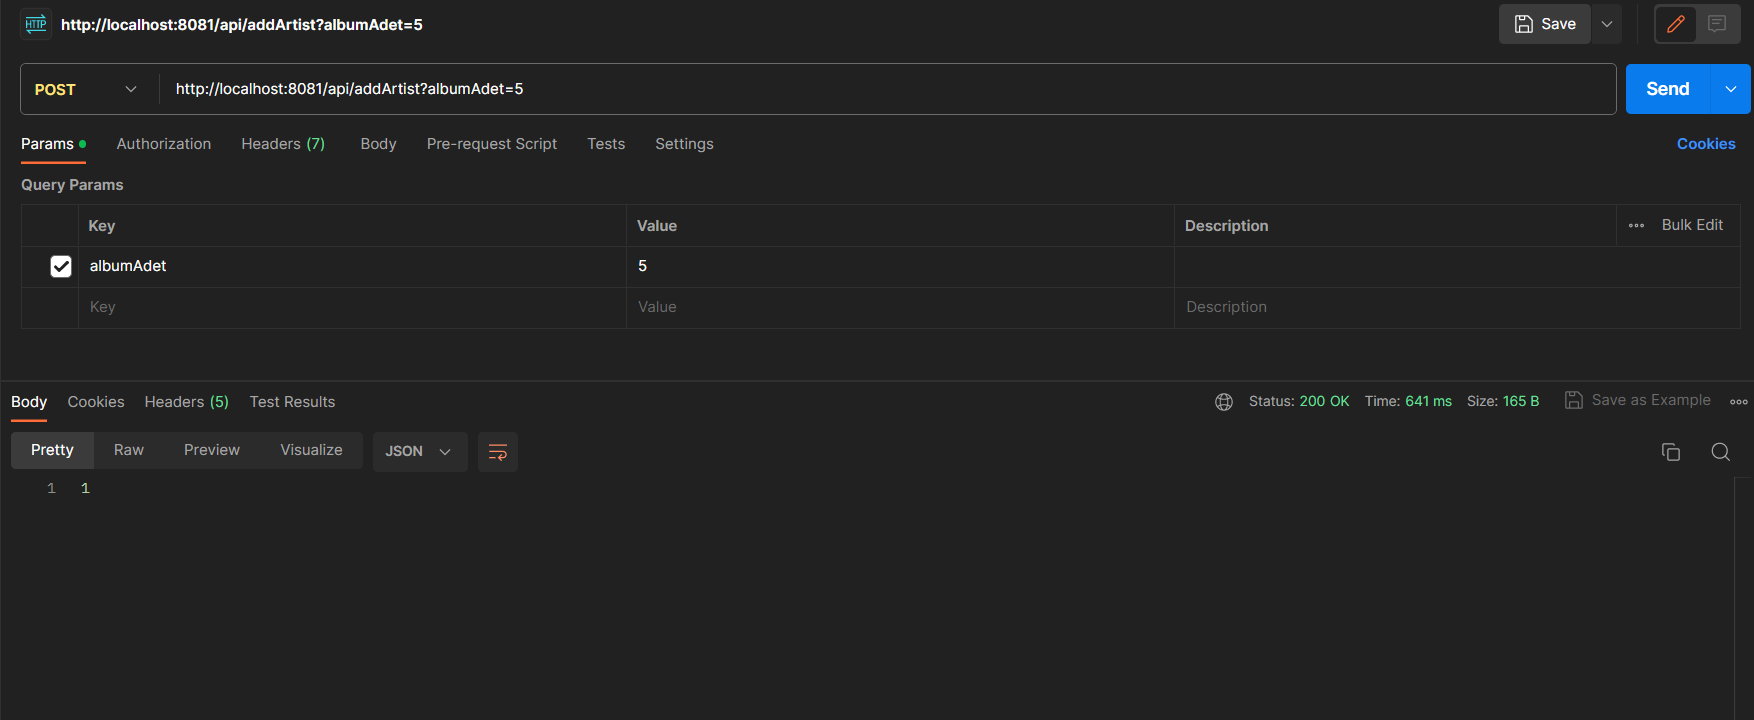 HTTP http://localhost:8081/api/addArtist?albumAdet=5 Save
POST http://localhost:8081/api/addArtist?albumAdet=5 Send
Params Authorization Headers (7) Body Pre-request Script Tests Settings Cookies
Query Params
Key Value Description Bulk Edit
albumAdet 5
Key Value Description
Body Cookies Headers (5) Test Results Status: 200 OK Time: 641 ms Size: 165 B Save as Example
Pretty Raw Preview Visualize JSON
1 1